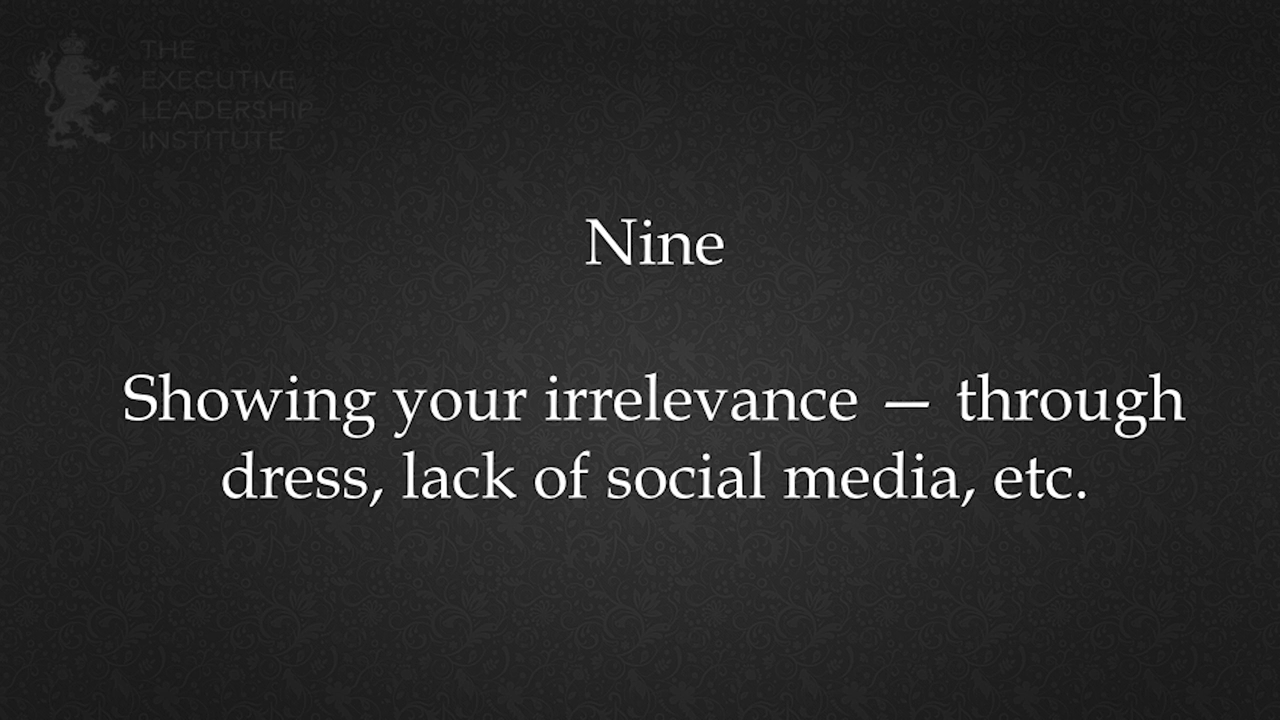 THE
EXECUTIVE
LEADERSHIP
INSTITUTE
Nine
Showing your irrelevance — through
dress, lack of social media, etc.